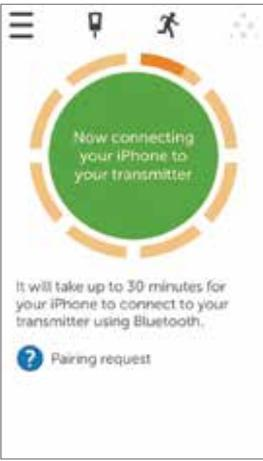 Now connecting
your iPhone to
your transmitter
It will take up to 30 minutes for
your iPhone to connect to your
transmitter using Bluetooth.
? Pairing request